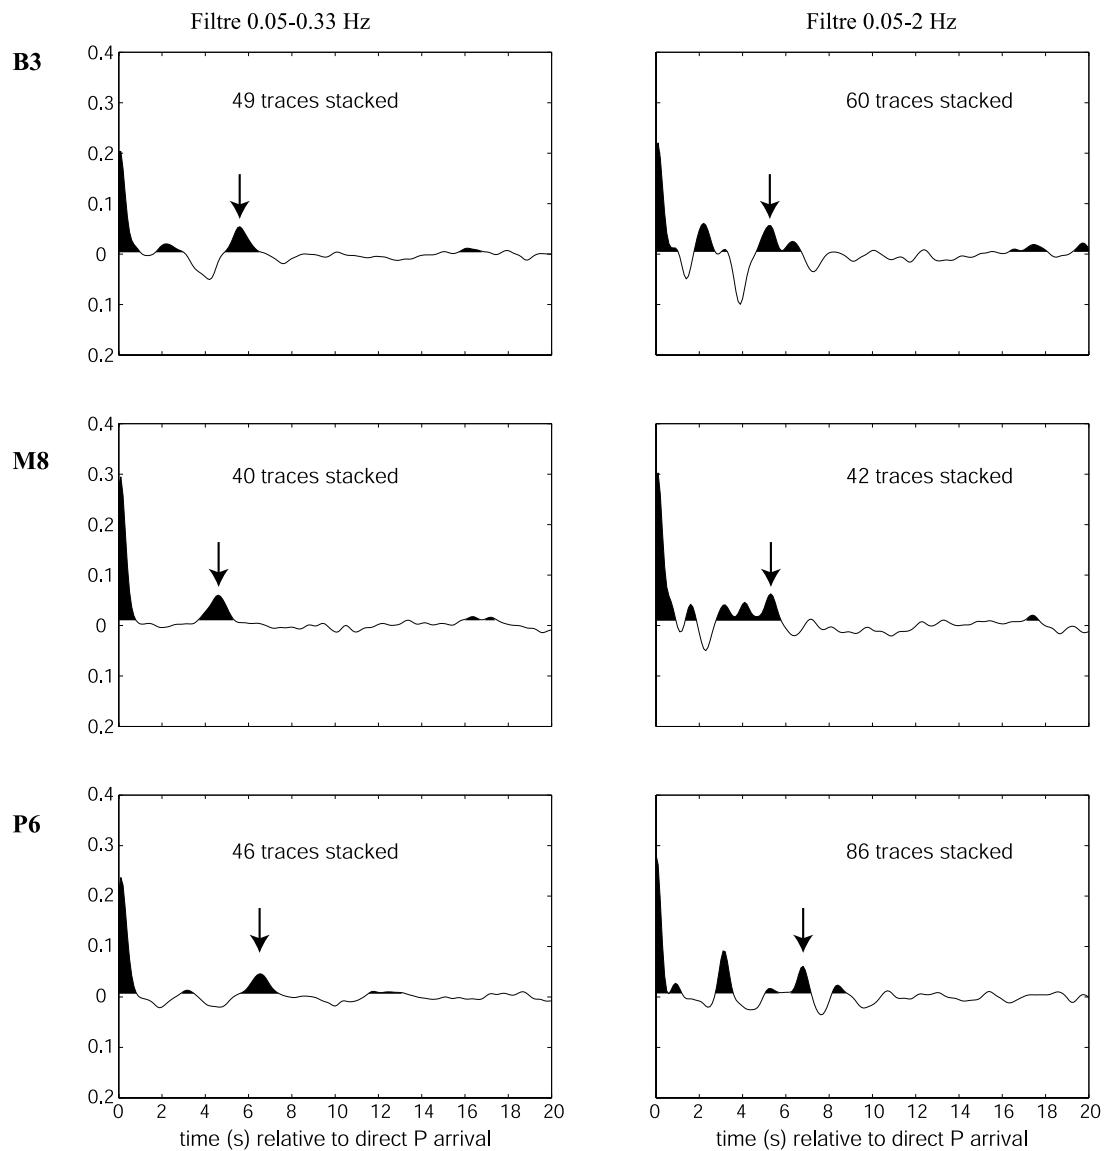 Filtre 0.05-0.33 Hz
Filtre 0.05-2 Hz
B3
0.4
0.3
0.2
0.1
0
0.1
0.2
49 traces stacked
60 traces stacked
M8
0.4
0.3
0.2
0.1
0
0.1
0.2
40 traces stacked
42 traces stacked
P6
0.4
0.3
0.2
0.1
0
0.1
0.2
46 traces stacked
86 traces stacked
0 2 4 6 8 10 12 14 16 18 20
time (s) relative to direct P arrival
0 2 4 6 8 10 12 14 16 18 20
time (s) relative to direct P arrival